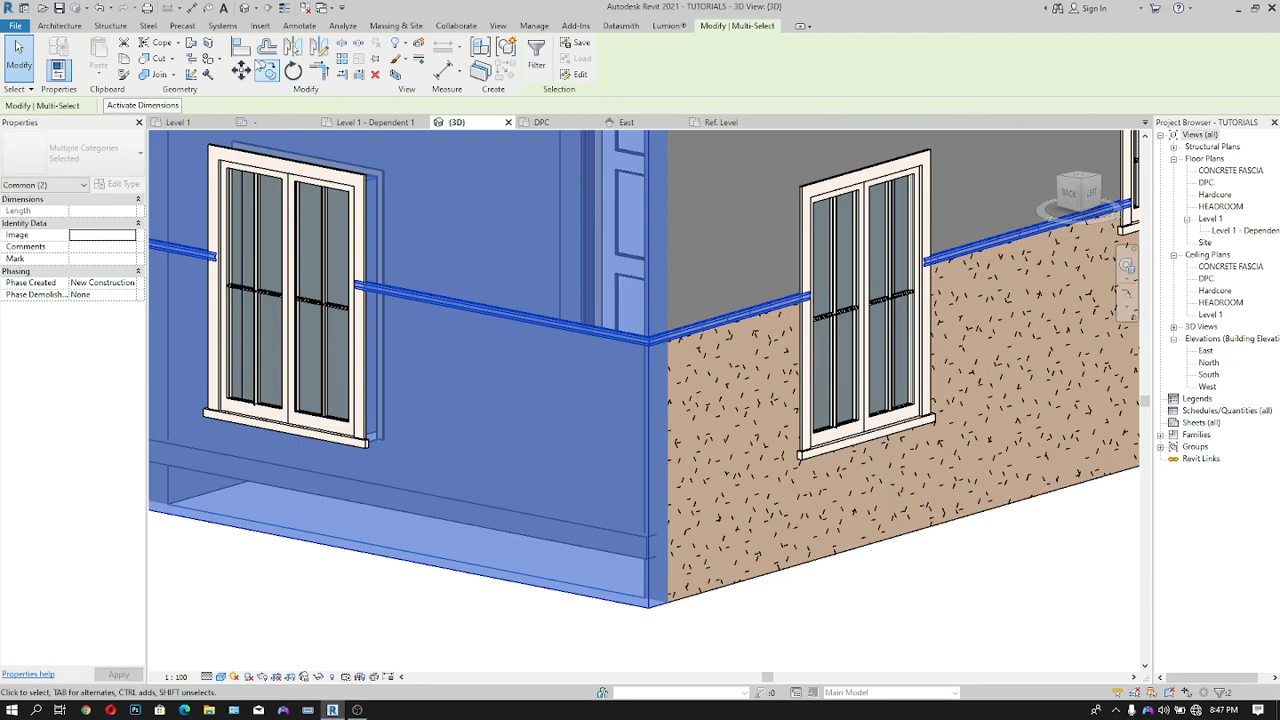 Autodesk Revit 2021 - TUTORIALS - 3D View: {3D}
Sign In
File
Architecture
Structure
Steel
Precast
Systems
Insert
Annotate
Analyze
Massing & Site
Collaborate
View
Manage
Add-Ins
Datasmith
Lumion®
Modify | Multi-Select
Modify
Paste
Cope
Cut
Join
Filter
Save
Load
Edit
Select
Properties
Clipboard
Geometry
Modify
View
Measure
Create
Selection
Modify | Multi-Select
Activate Dimensions
Properties
Level 1
-
Level 1 - Dependent 1
{3D}
DPC
East
Ref. Level
Project Browser - TUTORIALS
Multiple Categories
Selected
Common (2)
Edit Type
Dimensions
Length
Identity Data
Image
Comments
Mark
Phasing
Phase Created New Construction
Phase Demolish... None
BACK
LEFT
Views (all)
Structural Plans
Floor Plans
CONCRETE FASCIA
DPC
Hardcore
HEADROOM
Level 1
Level 1 - Dependen
Site
Ceiling Plans
CONCRETE FASCIA
DPC
Hardcore
HEADROOM
Level 1
3D Views
Elevations (Building Elevati
East
North
South
West
Legends
Schedules/Quantities (all)
Sheets (all)
Families
Groups
Revit Links
Properties help
Apply
1 : 100
Click to select, TAB for alternates, CTRL adds, SHIFT unselects.
:0
Main Model
:2
8:47 PM